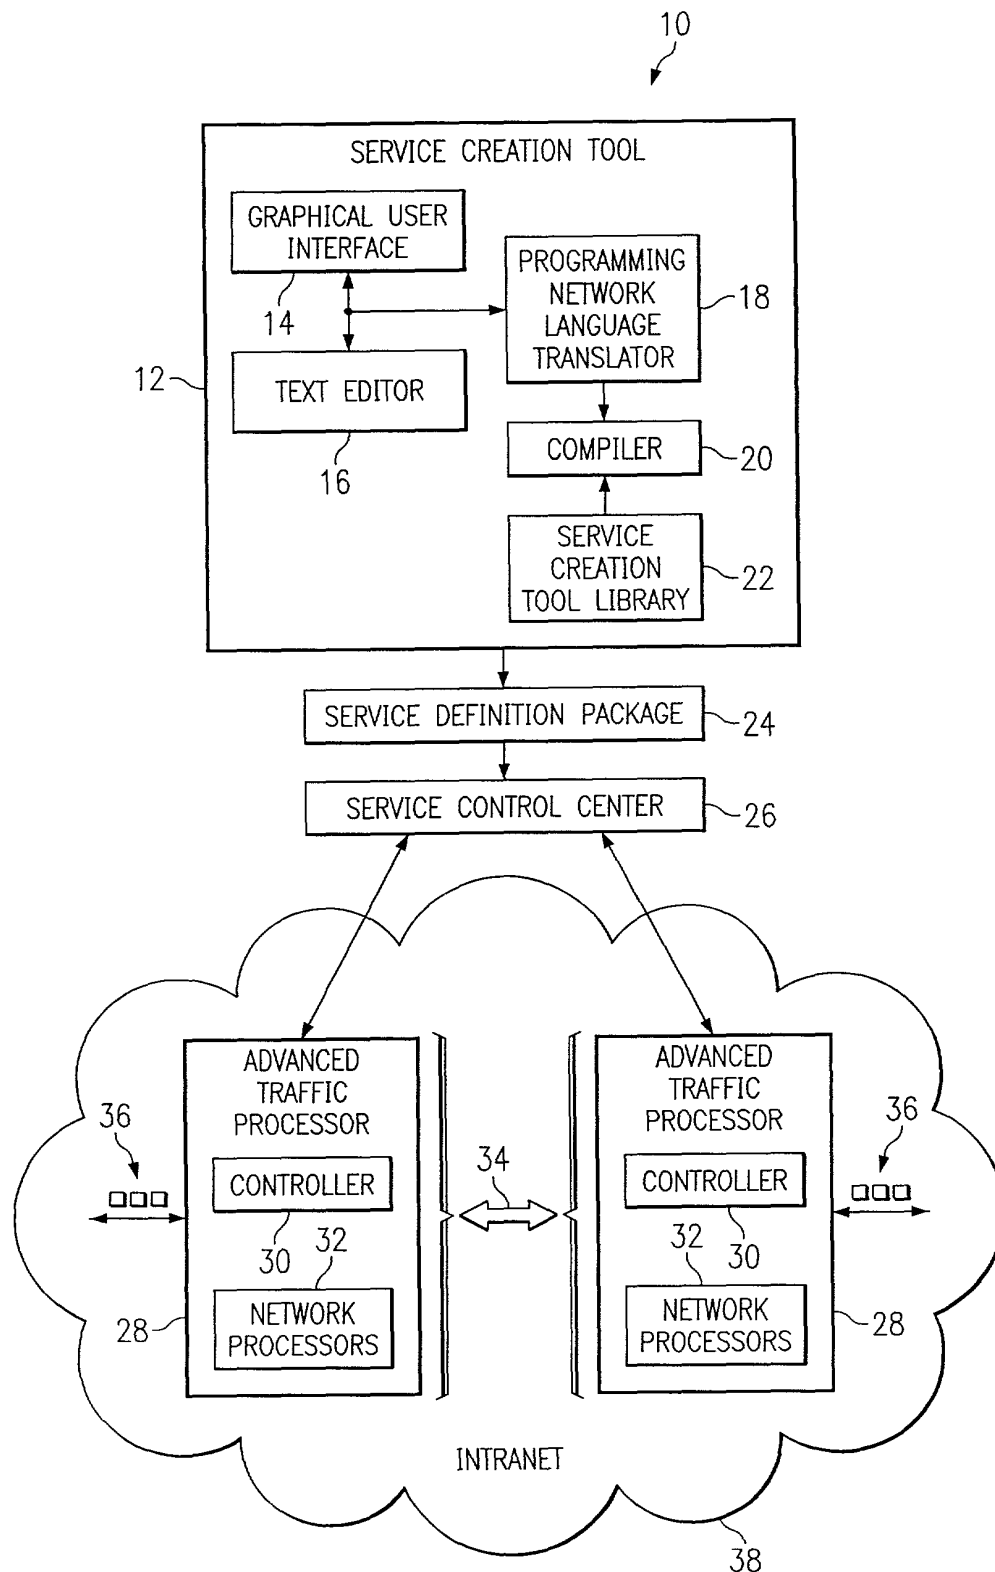 10
SERVICE CREATION TOOL
GRAPHICAL USER
INTERFACE
14
PROGRAMMING
NETWORK
LANGUAGE
TRANSLATOR
18
12
TEXT EDITOR
16
COMPILER
20
SERVICE
CREATION
TOOL LIBRARY
22
SERVICE DEFINITION PACKAGE
24
SERVICE CONTROL CENTER
26
ADVANCED
TRAFFIC
PROCESSOR
36
CONTROLLER
30
32
NETWORK
PROCESSORS
28
34
ADVANCED
TRAFFIC
PROCESSOR
36
CONTROLLER
30
32
NETWORK
PROCESSORS
28
INTRANET
38